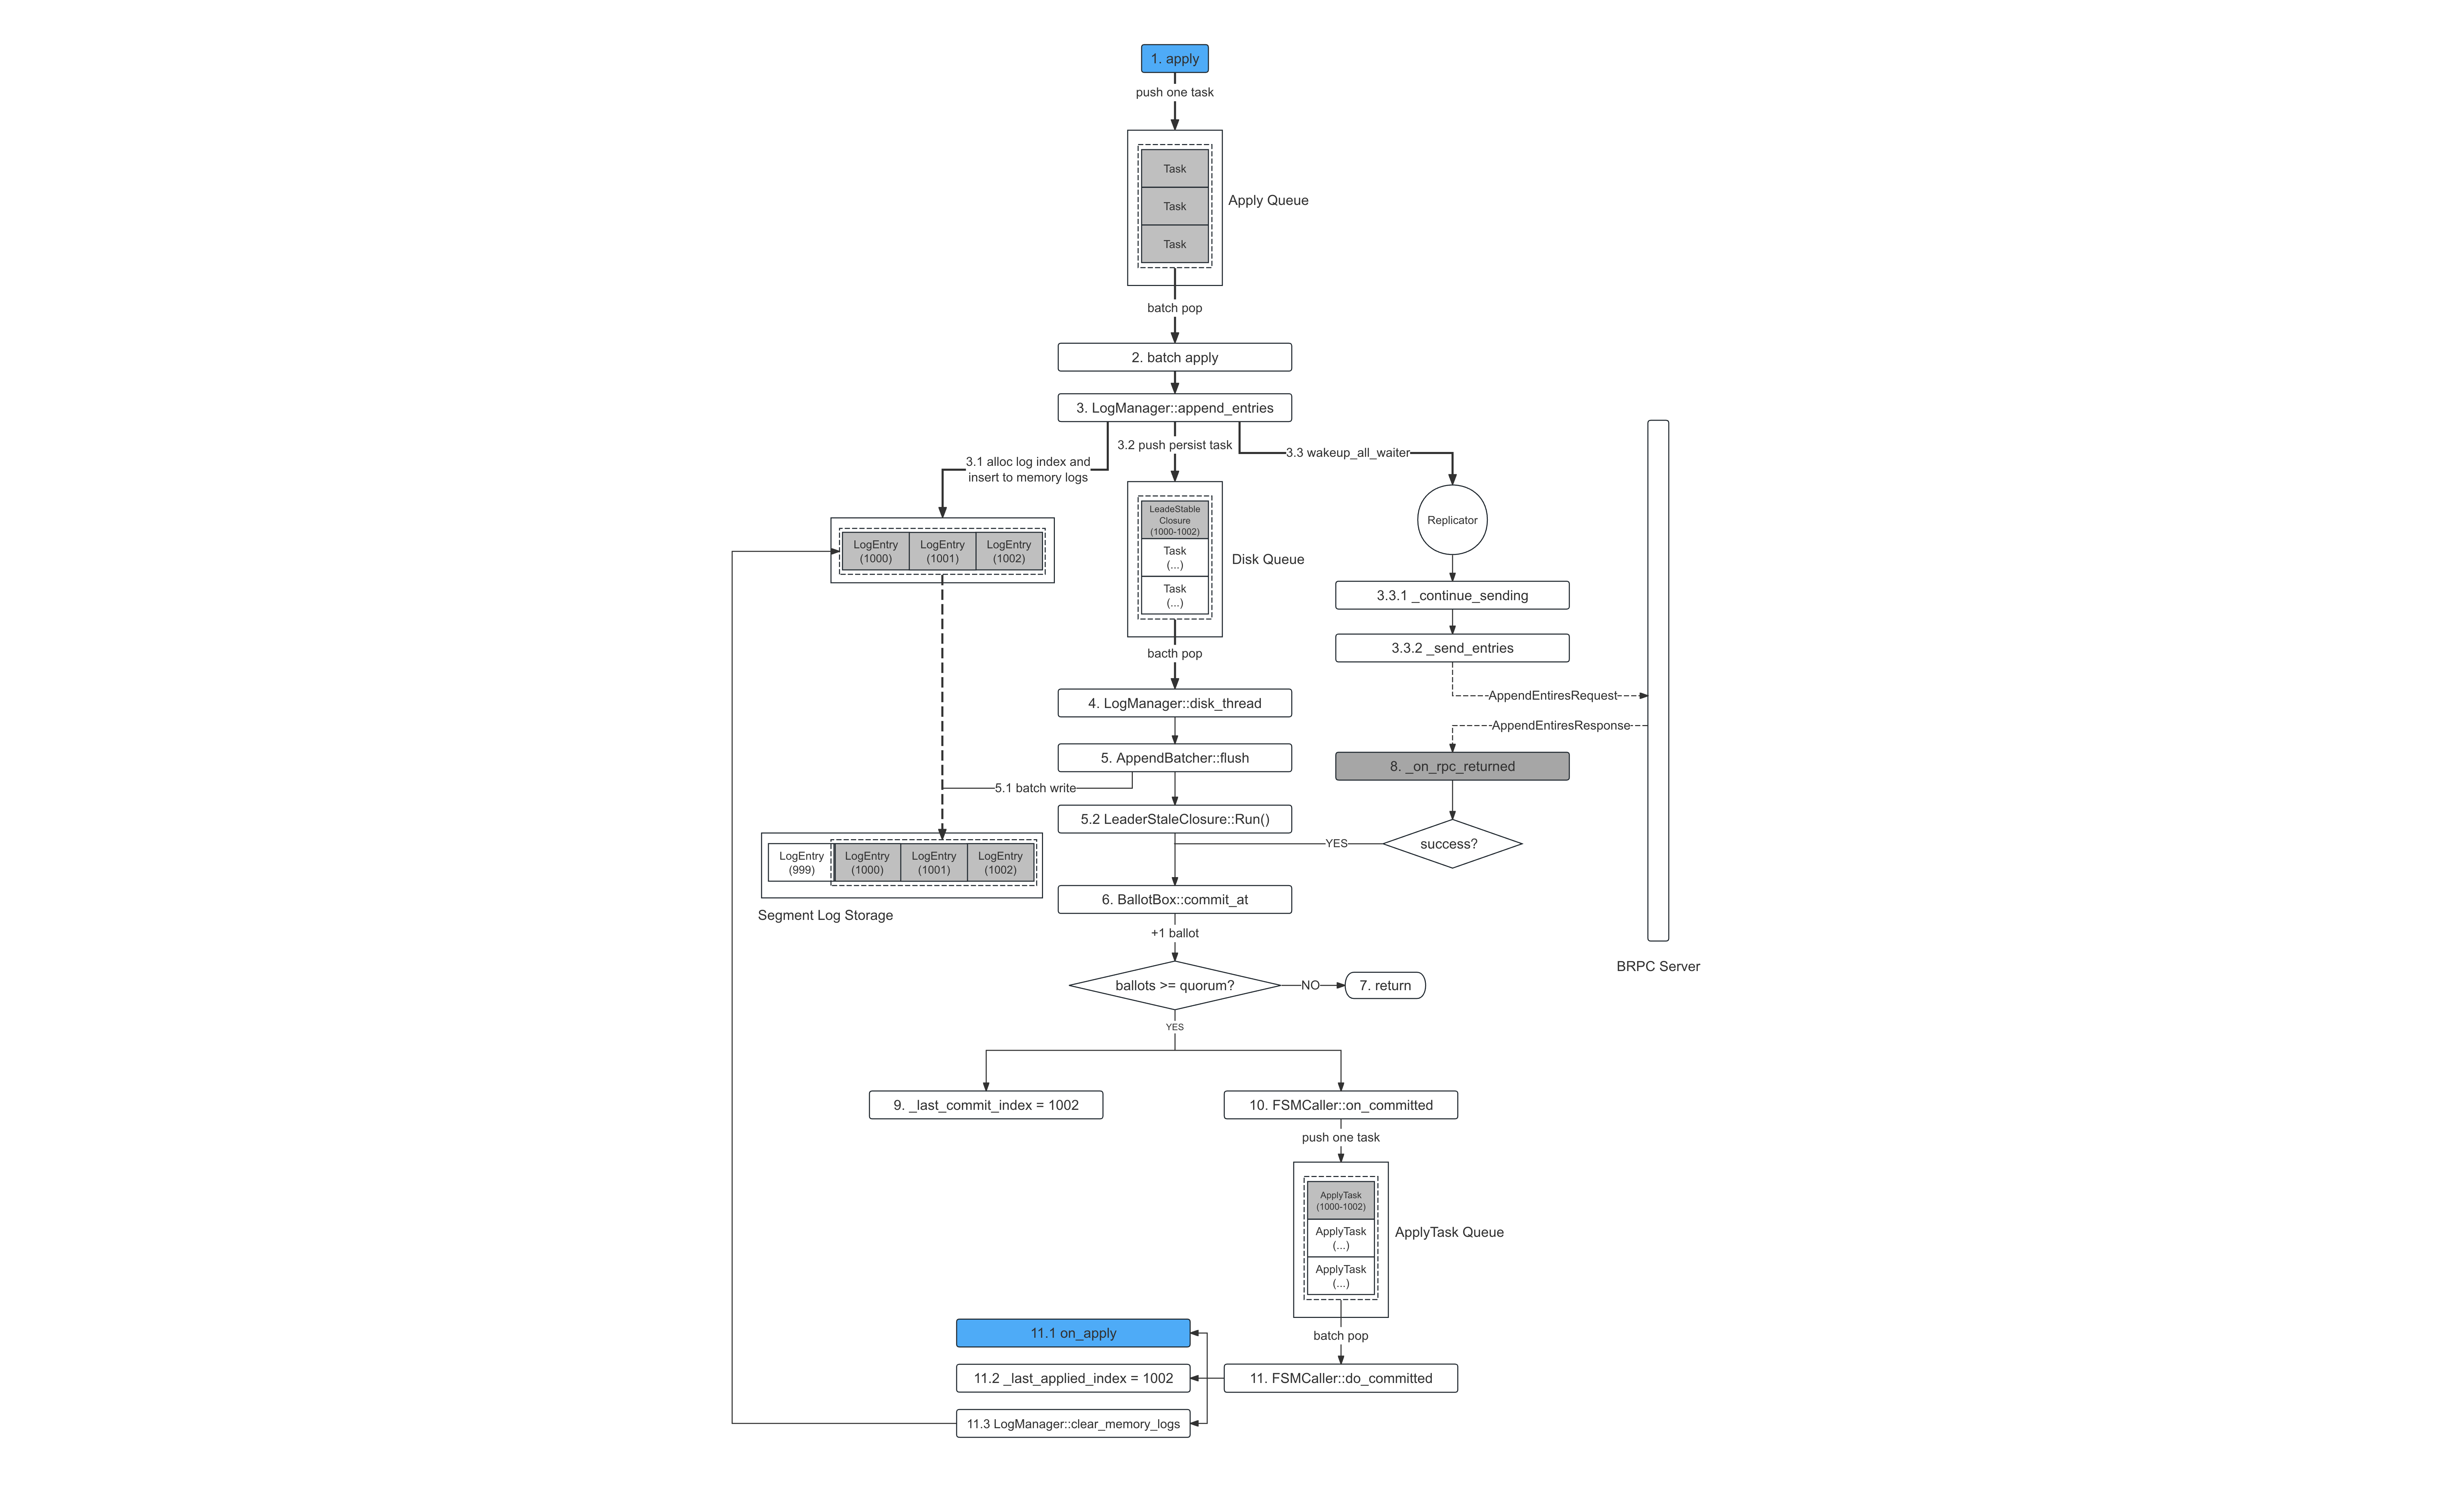 1. apply
push one task
Task
Task
Task
Apply Queue
batch pop
2. batch apply
3. LogManager::append_entries
3.1 alloc log index and
insert to memory logs
3.2 push persist task
3.3 wakeup_all_waiter
LogEntry
(1000)
LogEntry
(1001)
LogEntry
(1002)
LeadeStable
Closure
(1000-1002)
Task
(...)
Task
(...)
Disk Queue
Replicator
3.3.1 _continue_sending
3.3.2 _send_entries
bacth pop
AppendEntiresRequest
4. LogManager::disk_thread
AppendEntiresResponse
5. AppendBatcher::flush
8. _on_rpc_returned
5.1 batch write
5.2 LeaderStaleClosure::Run()
YES
success?
LogEntry
(999)
LogEntry
(1000)
LogEntry
(1001)
LogEntry
(1002)
Segment Log Storage
6. BallotBox::commit_at
+1 ballot
BRPC Server
ballots >= quorum?
NO
7. return
YES
9. _last_commit_index = 1002
10. FSMCaller::on_committed
push one task
ApplyTask
(1000-1002)
ApplyTask
(...)
ApplyTask
(...)
ApplyTask Queue
batch pop
11.1 on_apply
11.2 _last_applied_index = 1002
11. FSMCaller::do_committed
11.3 LogManager::clear_memory_logs